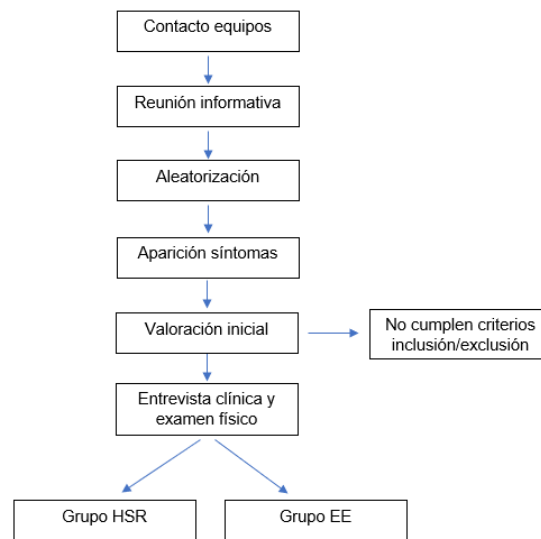 Contacto equipos
Reunión informativa
Aleatorización
Aparición síntomas
Valoración inicial
No cumplen criterios
inclusión/exclusión
Entrevista clínica y
examen físico
Grupo HSR
Grupo EE